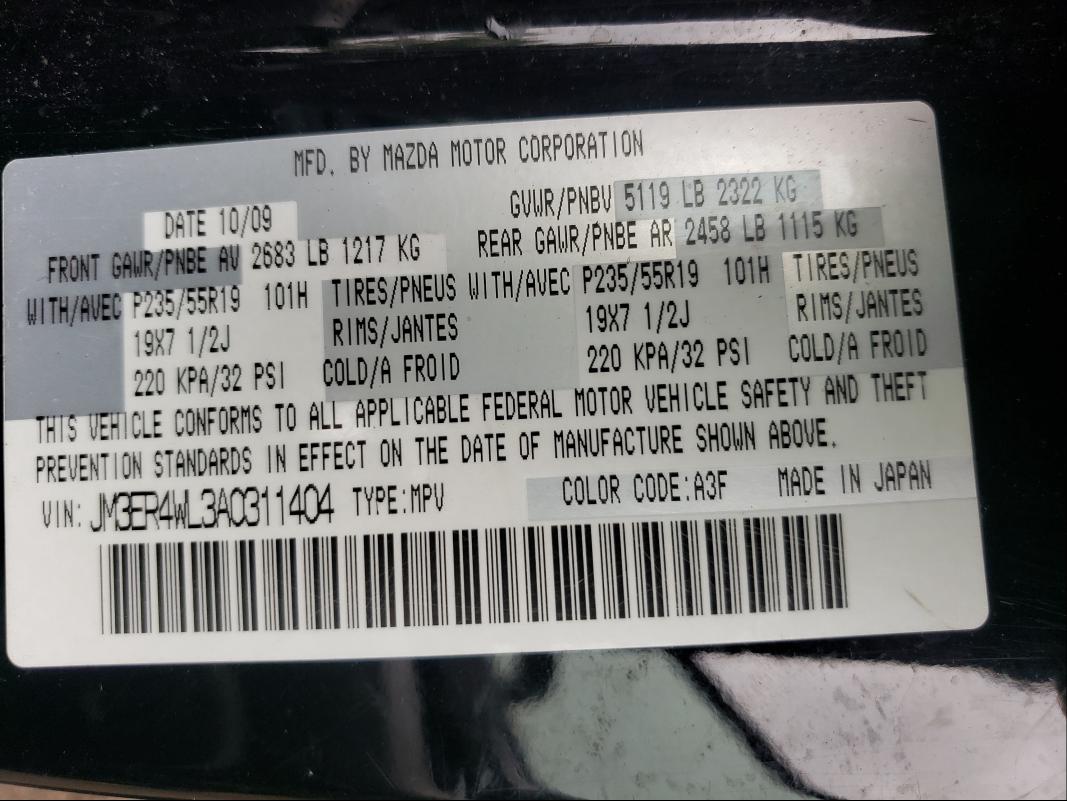 MFD. BY MAZDA MOTOR CORPORATION
DATE 10/09 GVWR/PNBV 5119 LB 2322 KG
FRONT GAWR/PNBE AV 2683 LB 1217 KG REAR GAWR/PNBE AR 2458 LB 1115 KG
WITH/AVEC P235/55R19 101H TIRES/PNEUS WITH/AVEC P235/55R19 101H TIRES/PNEUS
19X7 1/2J RIMS/JANTES 19X7 1/2J RIMS/JANTES
220 KPA/32 PSI COLD/A FROID 220 KPA/32 PSI COLD/A FROID
THIS VEHICLE CONFORMS TO ALL APPLICABLE FEDERAL MOTOR VEHICLE SAFETY AND THEFT
PREVENTION STANDARDS IN EFFECT ON THE DATE OF MANUFACTURE SHOWN ABOVE.
VIN: JM3ER4WL3A0311404 TYPE:MPV COLOR CODE:A3F MADE IN JAPAN